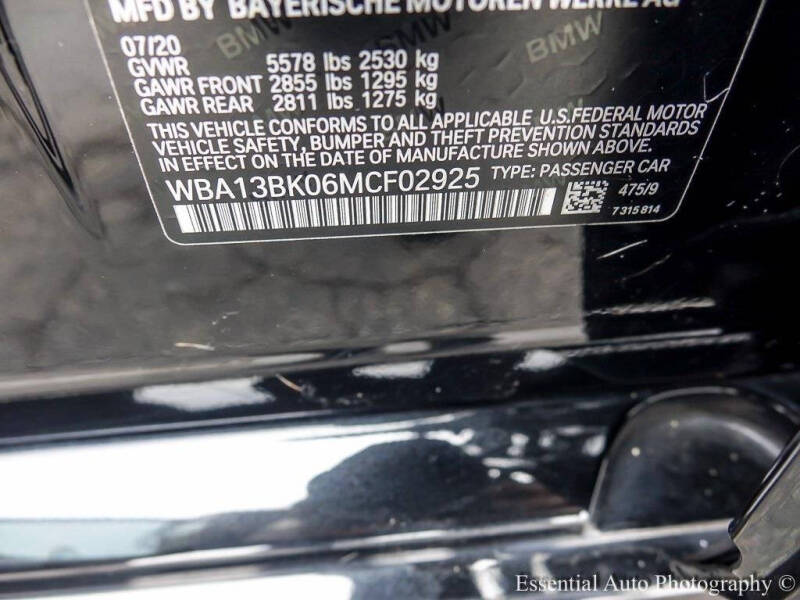 MFD BY BAYERISCHE MOTOREN WERKE AG
07/20
GVWR 5578 lbs 2530 kg
GAWR FRONT 2855 lbs 1295 kg
GAWR REAR 2811 lbs 1275 kg
THIS VEHICLE CONFORMS TO ALL APPLICABLE U.S.FEDERAL MOTOR
VEHICLE SAFETY, BUMPER AND THEFT PREVENTION STANDARDS
IN EFFECT ON THE DATE OF MANUFACTURE SHOWN ABOVE.
WBA13BK06MCF02925 TYPE: PASSENGER CAR
475/9
7315814
BMW
BMW
Essential Auto Photography ©